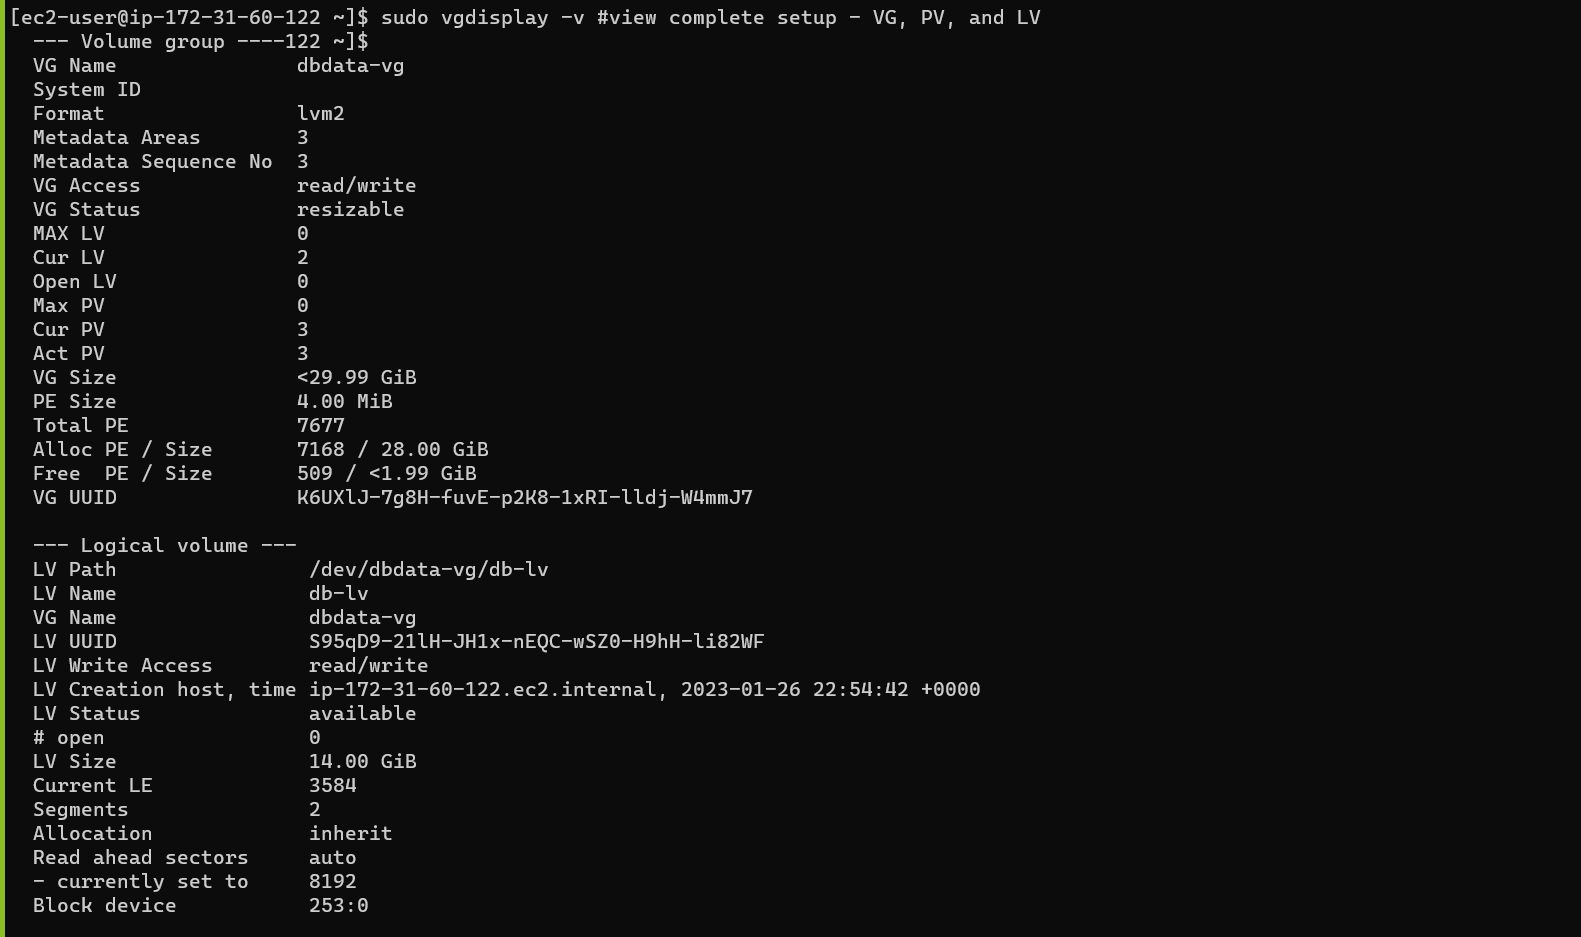 [ec2-user@ip-172-31-60-122 ~]$ sudo vgdisplay -v #view complete setup - VG, PV, and LV
  --- Volume group ----122 ~]$
  VG Name               dbdata-vg
  System ID
  Format                lvm2
  Metadata Areas        3
  Metadata Sequence No  3
  VG Access             read/write
  VG Status             resizable
  MAX LV                0
  Cur LV                2
  Open LV               0
  Max PV                0
  Cur PV                3
  Act PV                3
  VG Size               <29.99 GiB
  PE Size               4.00 MiB
  Total PE              7677
  Alloc PE / Size       7168 / 28.00 GiB
  Free  PE / Size       509 / <1.99 GiB
  VG UUID               K6UXlJ-7g8H-fuvE-p2K8-1xRI-lldj-W4mmJ7

  --- Logical volume ---
  LV Path                /dev/dbdata-vg/db-lv
  LV Name                db-lv
  VG Name                dbdata-vg
  LV UUID                S95qD9-21lH-JH1x-nEQC-wSZ0-H9hH-li82WF
  LV Write Access        read/write
  LV Creation host, time ip-172-31-60-122.ec2.internal, 2023-01-26 22:54:42 +0000
  LV Status              available
  # open                 0
  LV Size                14.00 GiB
  Current LE             3584
  Segments               2
  Allocation             inherit
  Read ahead sectors     auto
  - currently set to     8192
  Block device           253:0